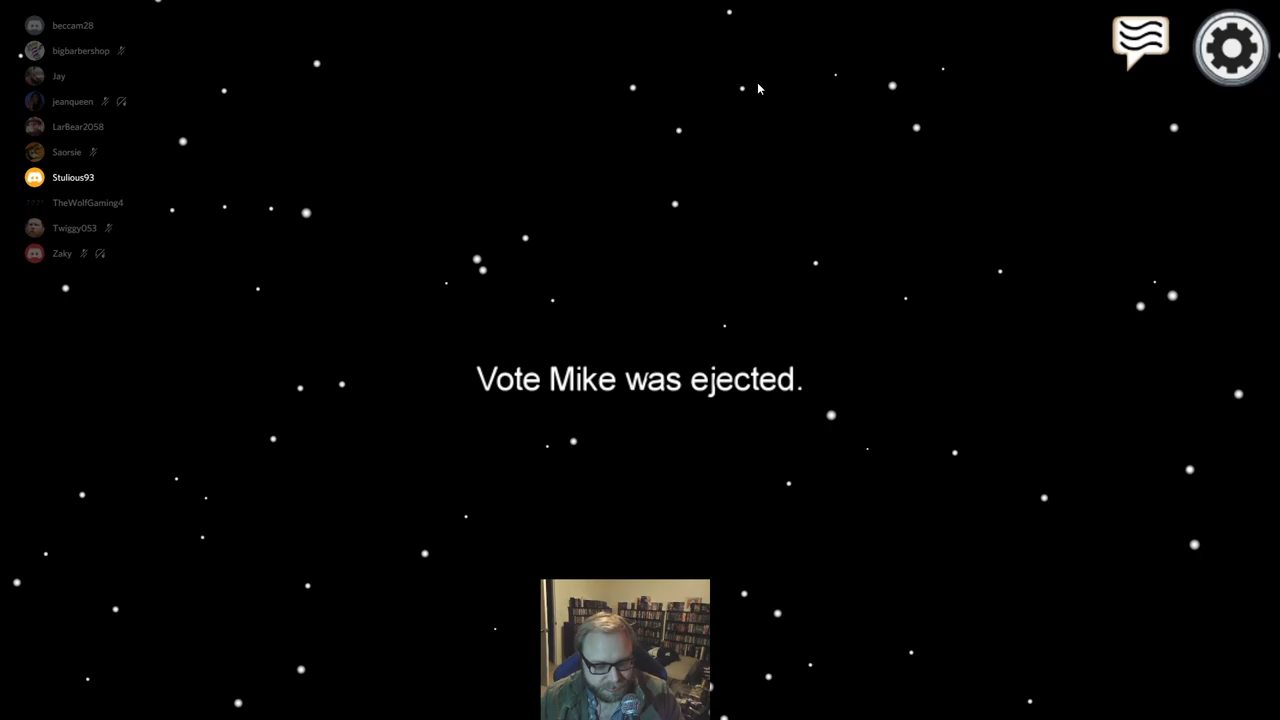 beccam28
bigbarbershop
Jay
jeanqueen
LarBear2058
Saorsie
Stulious93
TheWolfGaming4
Twiggy053
Zaky
Vote Mike was ejected.